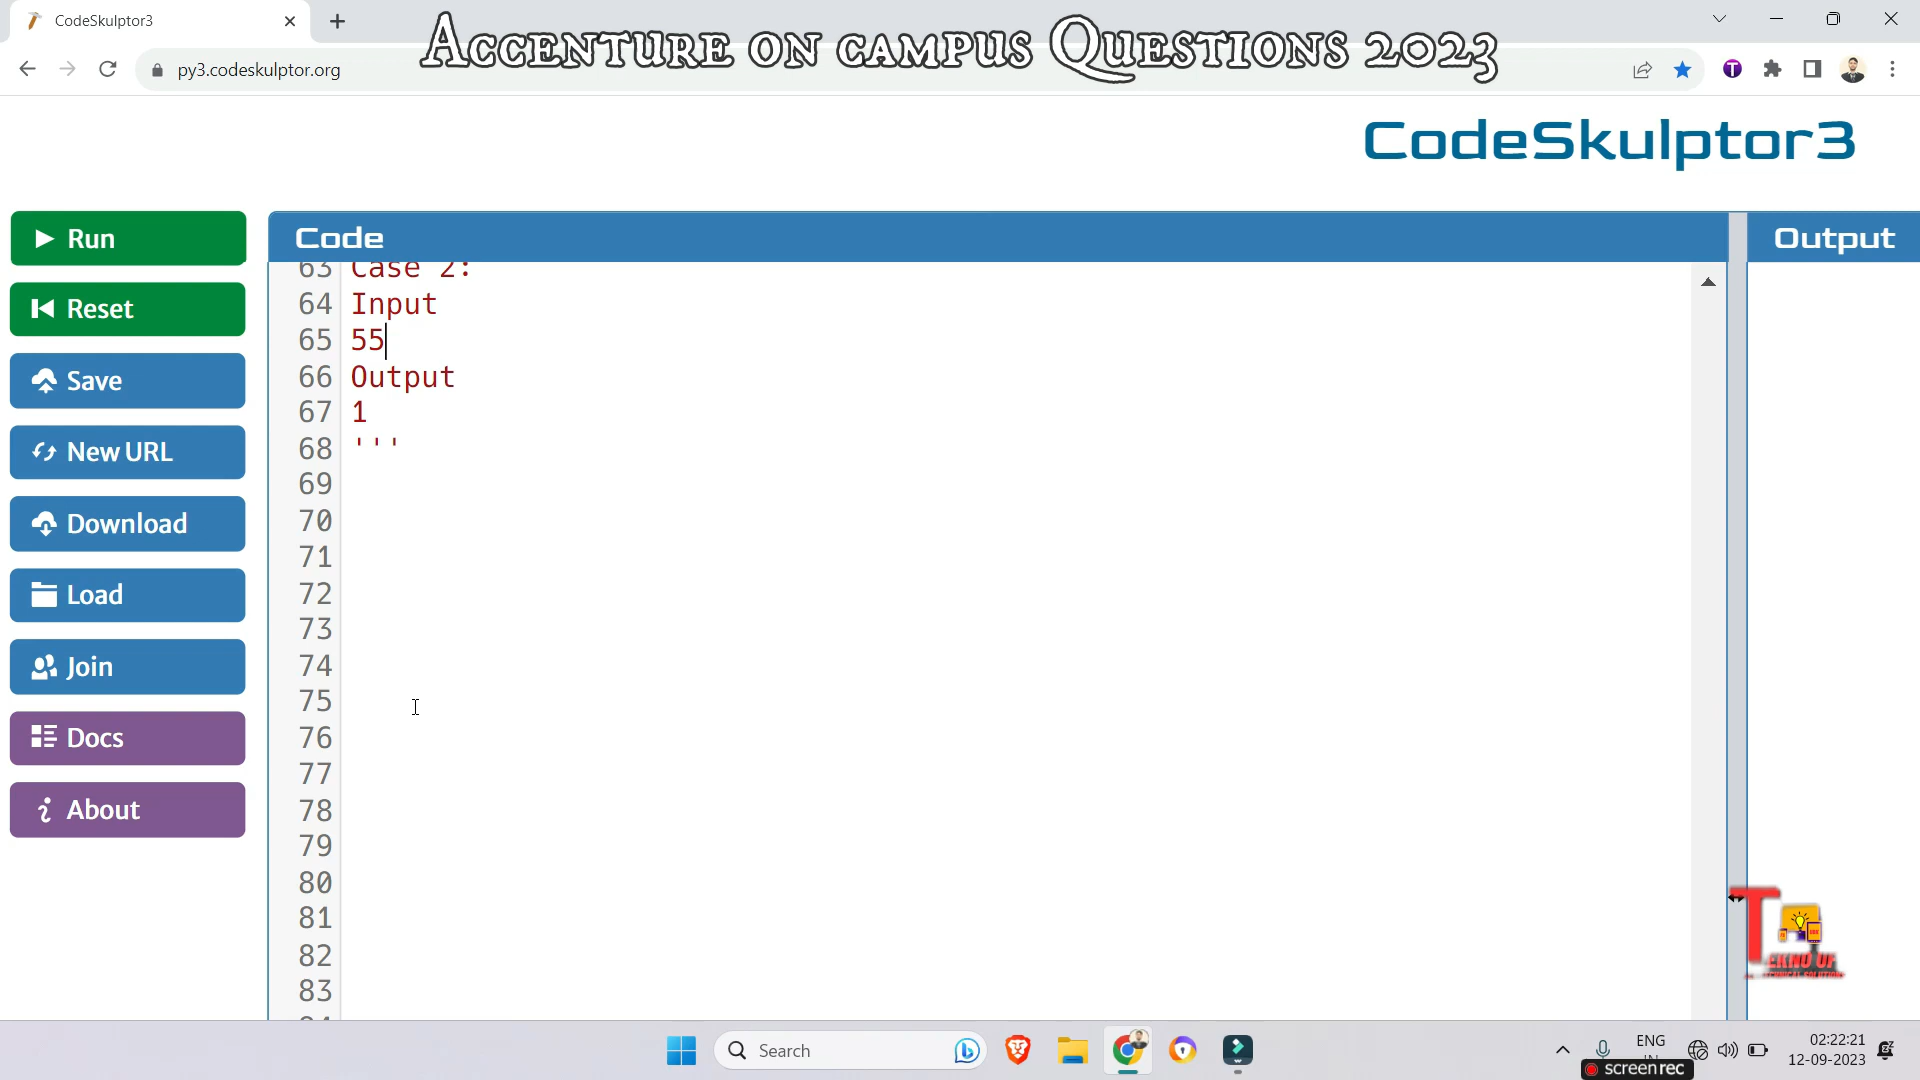 CodeSkulptor3
Accenture on campus Questions 2023
py3.codeskulptor.org
CodeSkulptor3
Run
Code
Output
Reset
Save
New URL
Download
Load
Join
Docs
About
63 Case 2:
64 Input
65 55
66 Output
67 1
68 '''
69
70
71
72
73
74
75
76
77
78
79
80
81
82
83
Search
ENG
02:22:21
12-09-2023
screenrec